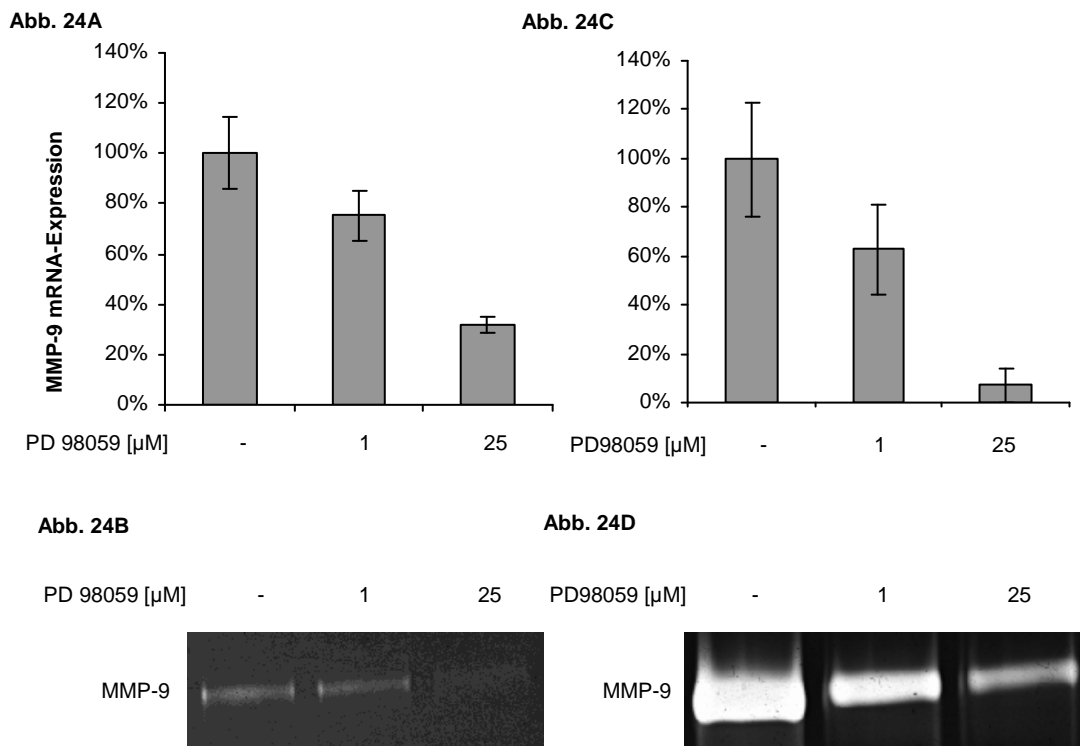 Abb. 24A
140%
120%
100%
80%
60%
40%
20%
0%
MMP-9 mRNA-Expression
PD 98059 [µM] - 1 25
Abb. 24C
140%
120%
100%
80%
60%
40%
20%
0%
PD98059 [µM] - 1 25
Abb. 24B
PD 98059 [µM] - 1 25
MMP-9
Abb. 24D
PD98059 [µM] - 1 25
MMP-9